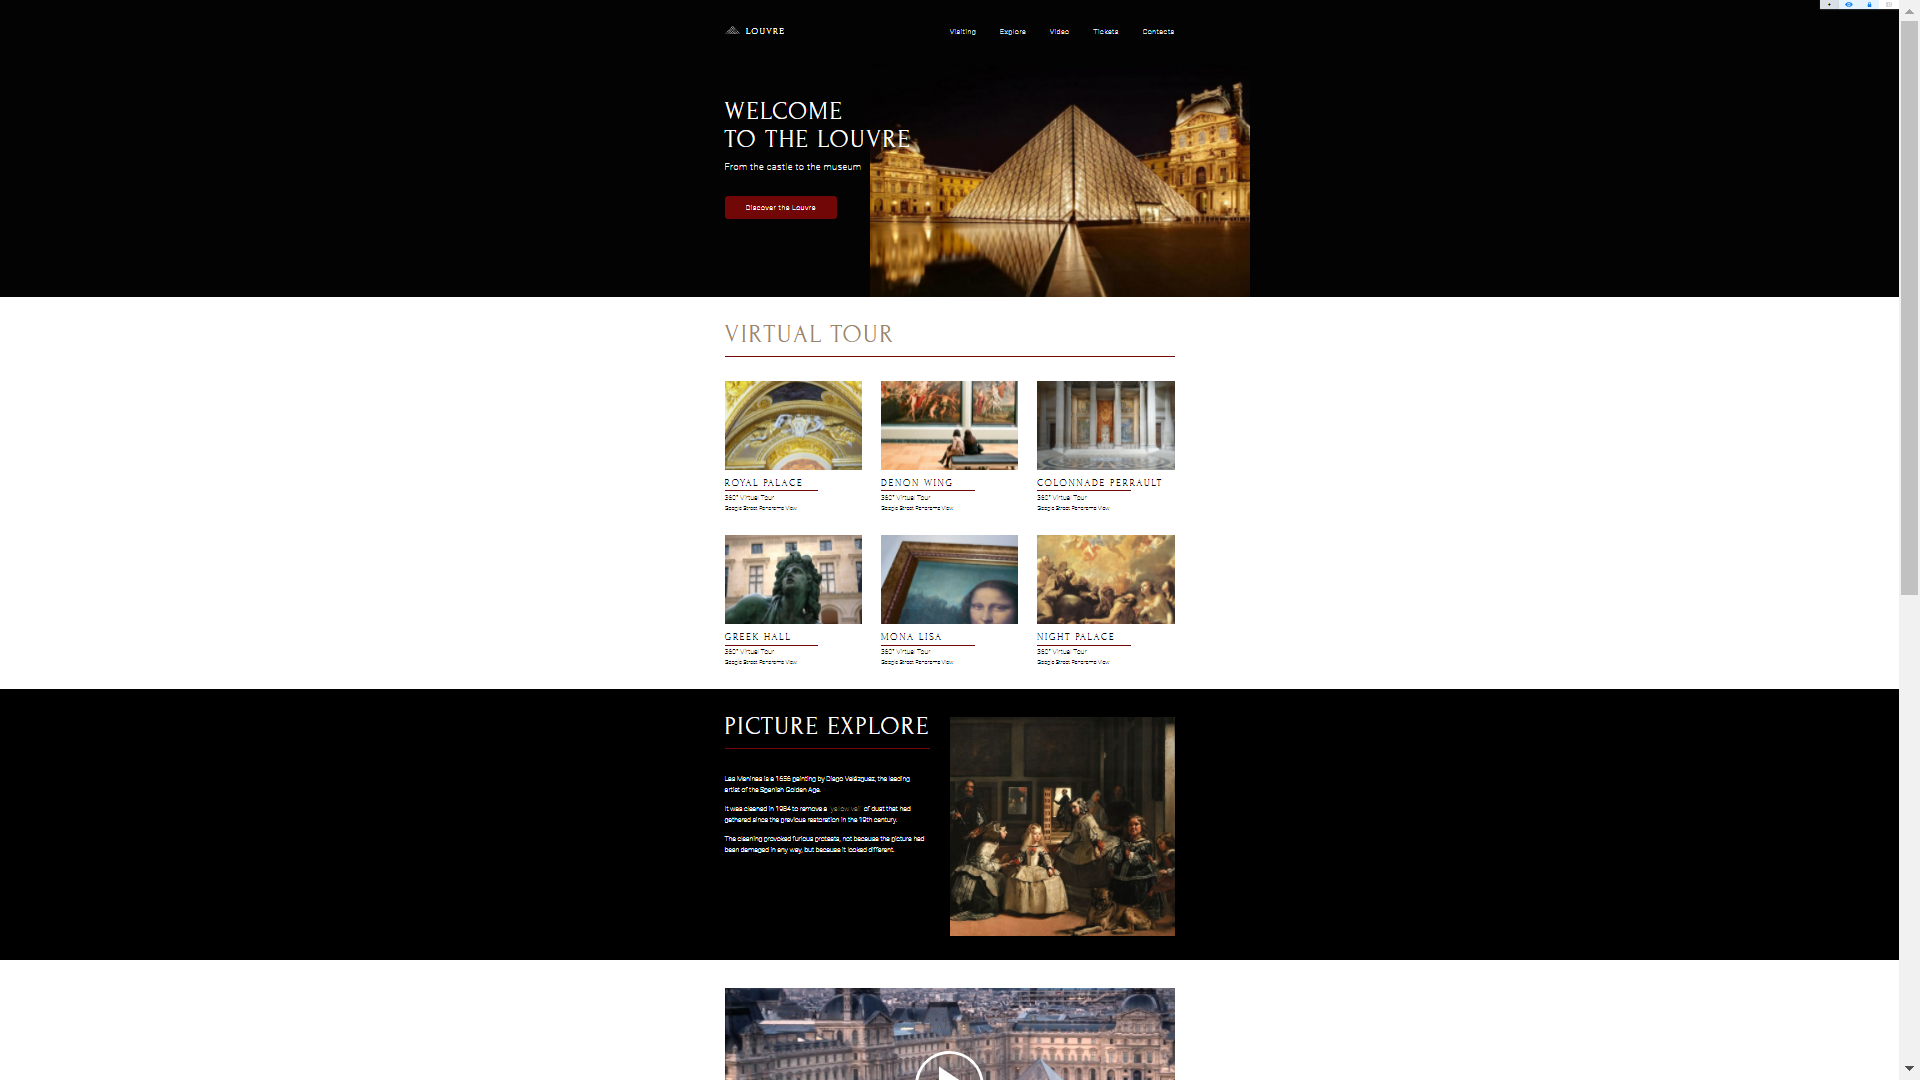 LOUVRE
Visiting Explore Video Tickets Contacts
WELCOME
TO THE LOUVRE
From the castle to the museum
Discover the Louvre
VIRTUAL TOUR
ROYAL PALACE
360° Virtual Tour
Google Street Panorama View
DENON WING
360° Virtual Tour
Google Street Panorama View
COLONNADE PERRAULT
360° Virtual Tour
Google Street Panorama View
GREEK HALL
360° Virtual Tour
Google Street Panorama View
MONA LISA
360° Virtual Tour
Google Street Panorama View
NIGHT PALACE
360° Virtual Tour
Google Street Panorama View
PICTURE EXPLORE
Las Meninas is a 1656 painting by Diego Velázquez, the leading
artist of the Spanish Golden Age.
It was cleaned in 1984 to remove a "yellow veil" of dust that had
gathered since the previous restoration in the 19th century.
The cleaning provoked furious protests, not because the picture had
been damaged in any way, but because it looked different.